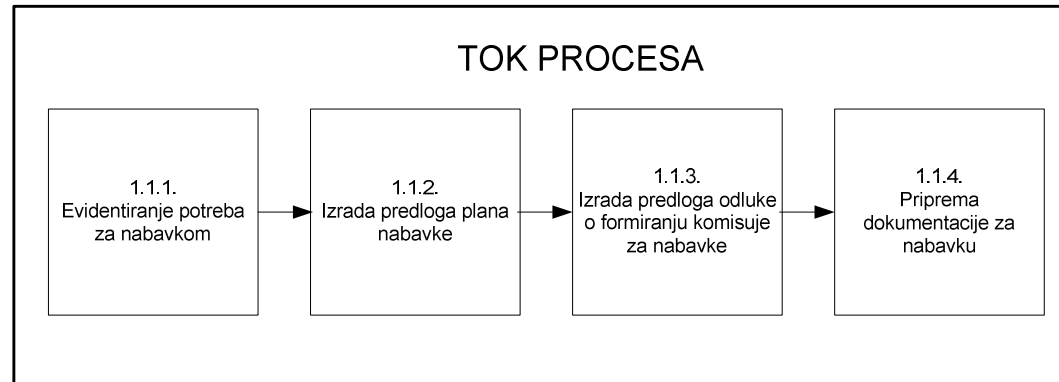 TOK PROCESA
1.1.1.
Evidentiranje potreba
za nabavkom
1.1.2.
Izrada predloga plana
nabavke
1.1.3.
Izrada predloga odluke
o formiranju komisuje
za nabavke
1.1.4.
Priprema
dokumentacije za
nabavku